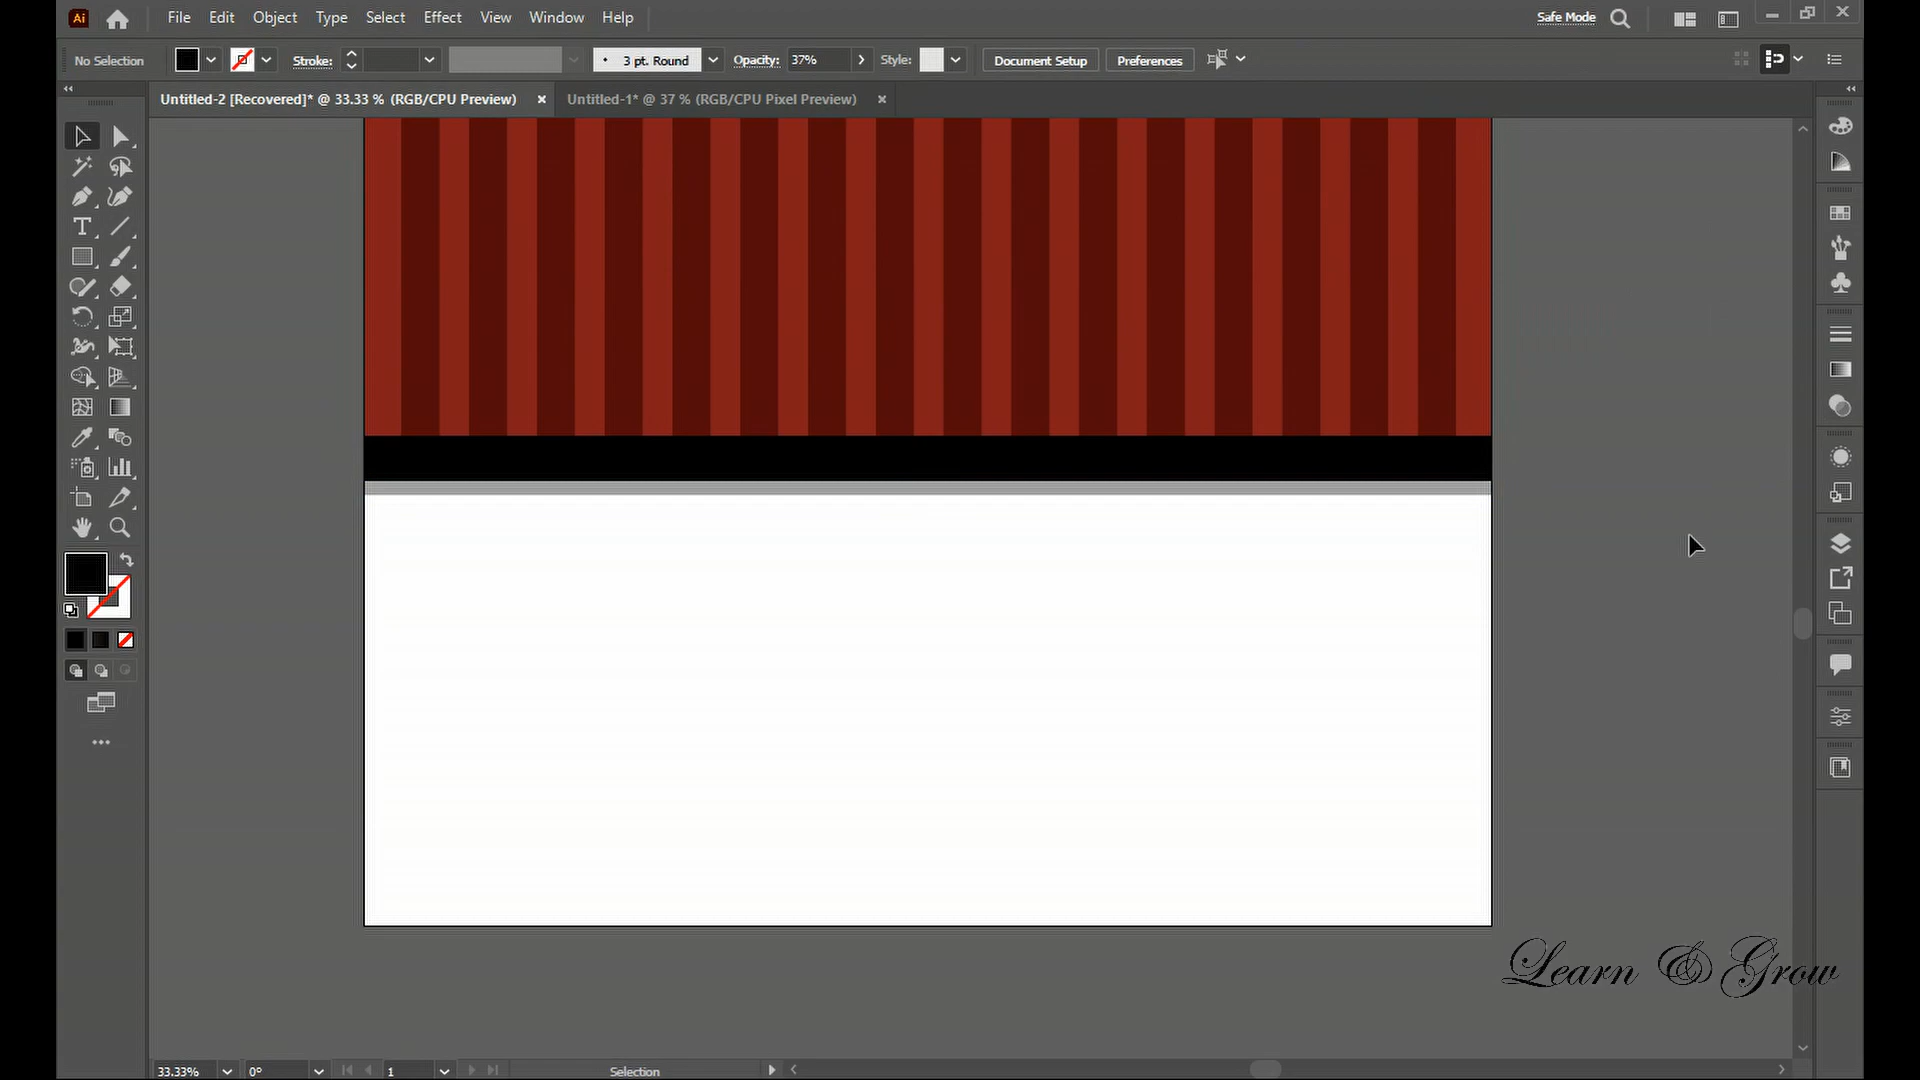 Ai File Edit Object Type Select Effect View Window Help Safe Mode
No Selection Stroke: 3 pt. Round Opacity: 37% Style: Document Setup Preferences
Untitled-2 [Recovered]* @ 33.33 % (RGB/CPU Preview) Untitled-1* @ 37 % (RGB/CPU Pixel Preview)
Learn & Grow
33.33% 0° 1 Selection